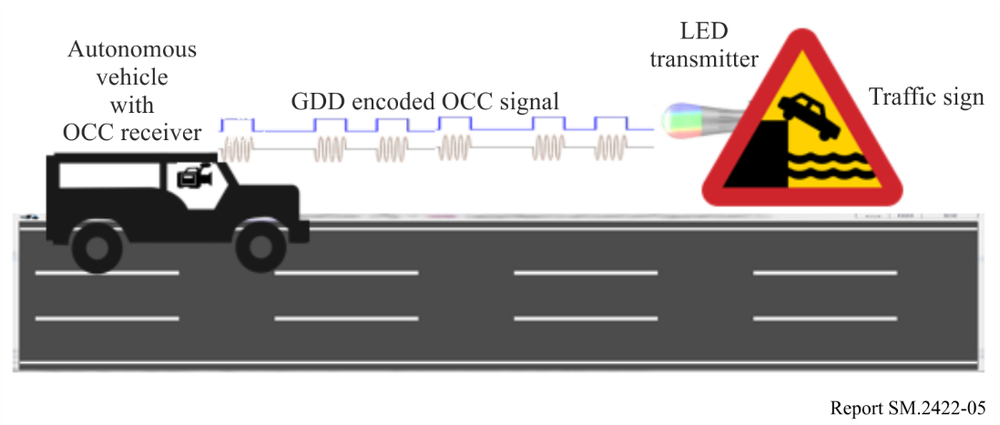 Autonomous
vehicle
with
OCC receiver
GDD encoded OCC signal
LED
transmitter
Traffic sign
Report SM.2422-05